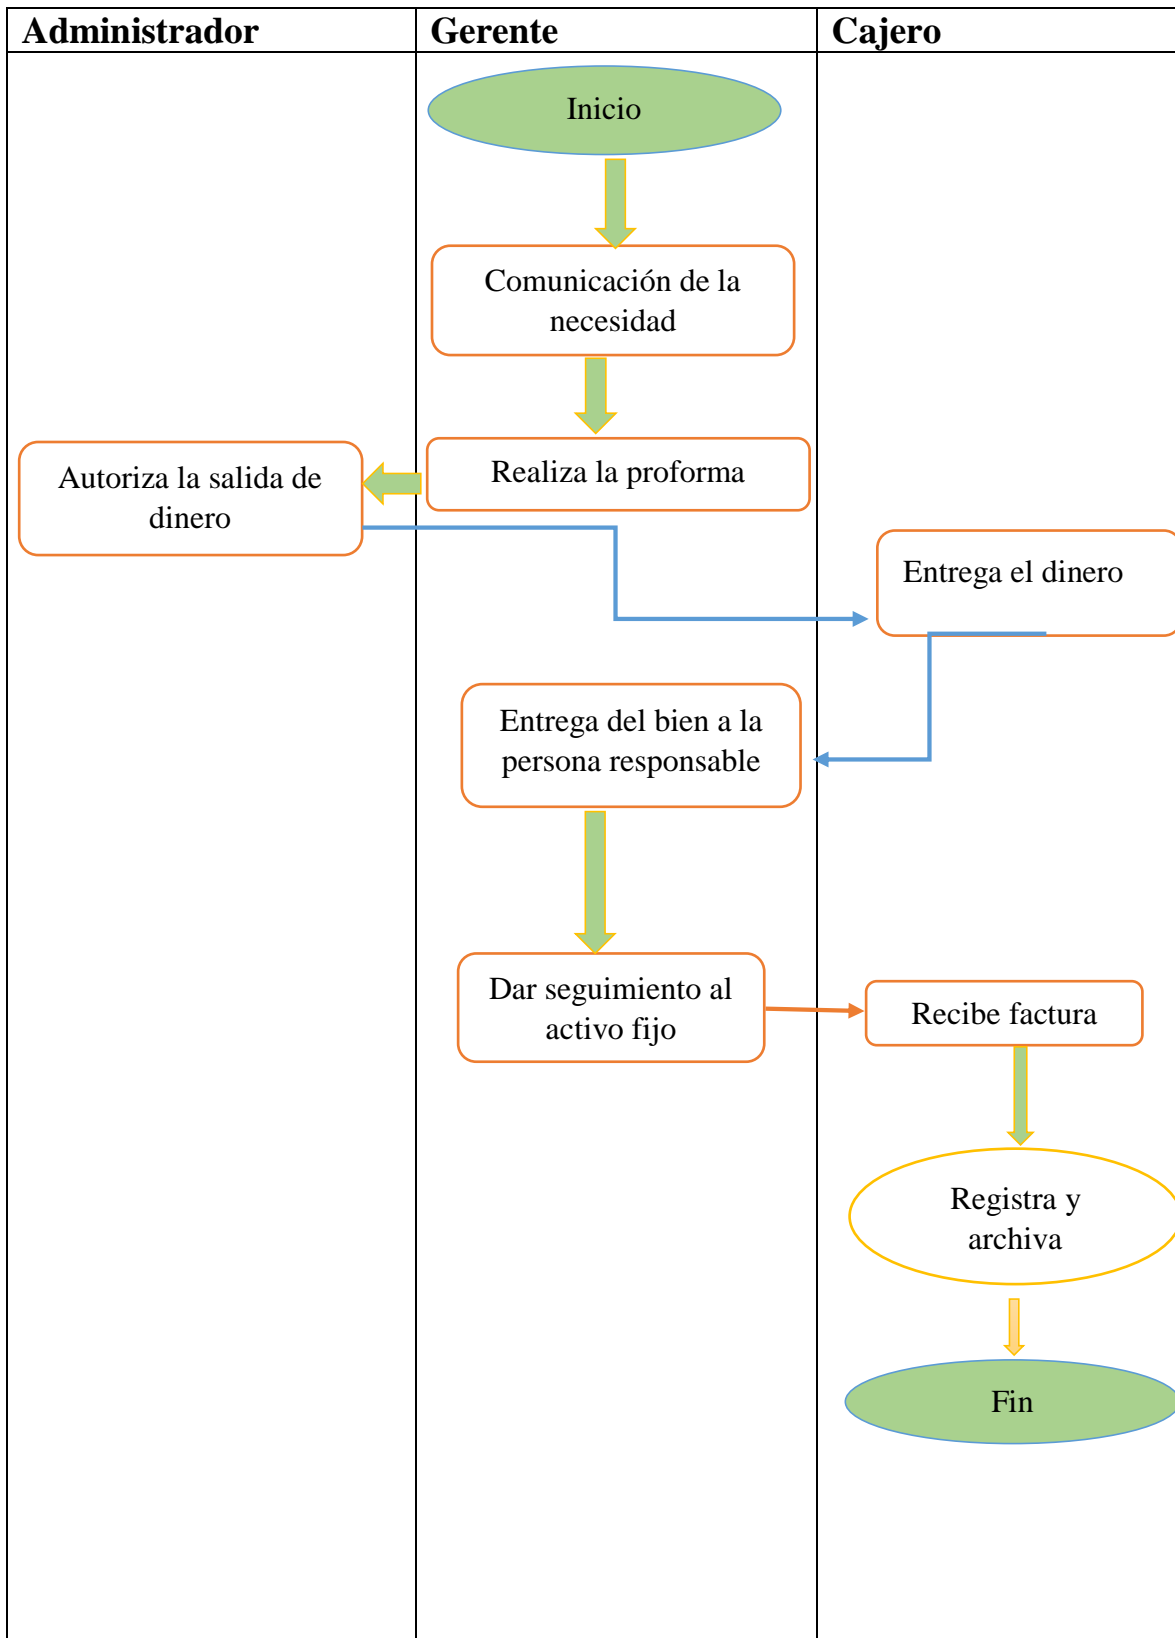 Administrador
Gerente
Cajero
Inicio
Comunicación de la
necesidad
Realiza la proforma
Autoriza la salida de
dinero
Entrega el dinero
Entrega del bien a la
persona responsable
Dar seguimiento al
activo fijo
Recibe factura
Registra y
archiva
Fin